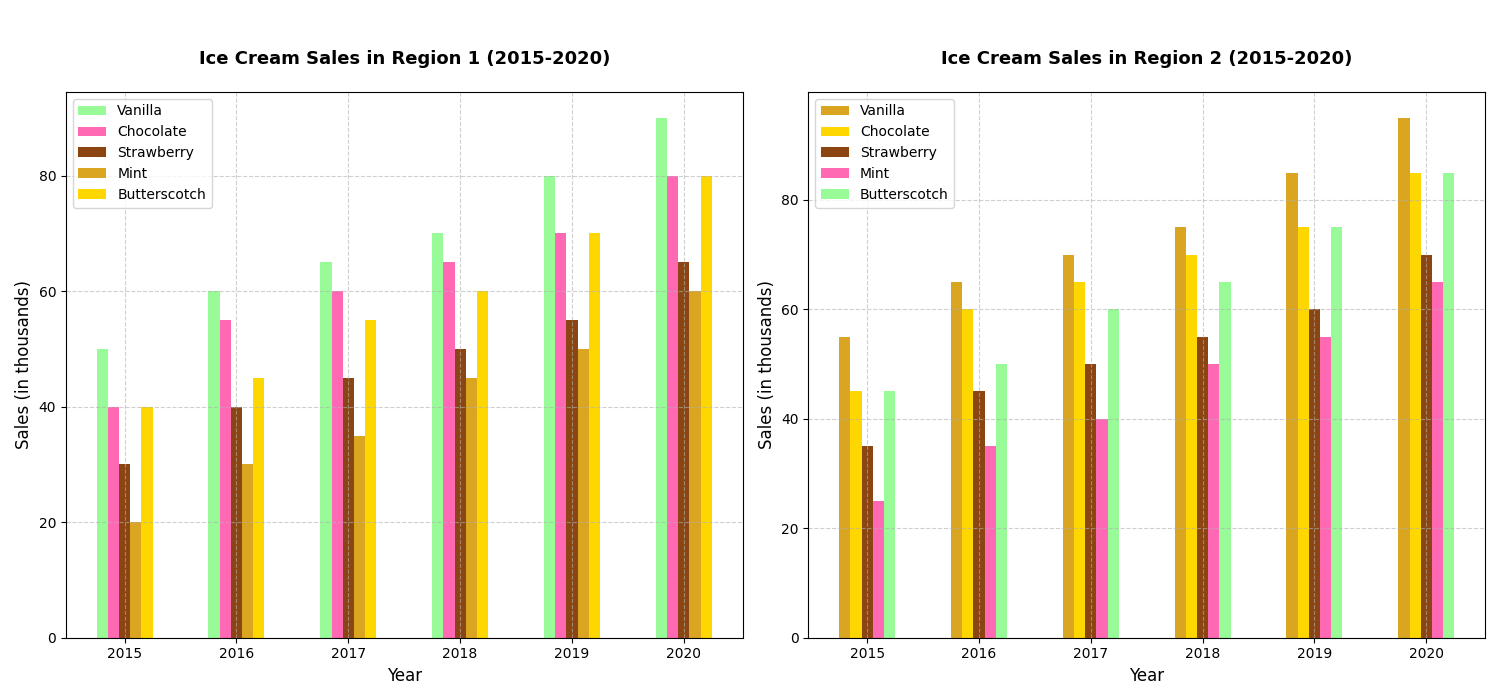 Ice Cream Sales in Region 1 (2015-2020)
Vanilla
Chocolate
Strawberry
Mint
Butterscotch
80
60
40
20
0
Sales (in thousands)
2015 2016 2017 2018 2019 2020
Year
Ice Cream Sales in Region 2 (2015-2020)
Vanilla
Chocolate
Strawberry
Mint
Butterscotch
80
60
40
20
0
Sales (in thousands)
2015 2016 2017 2018 2019 2020
Year